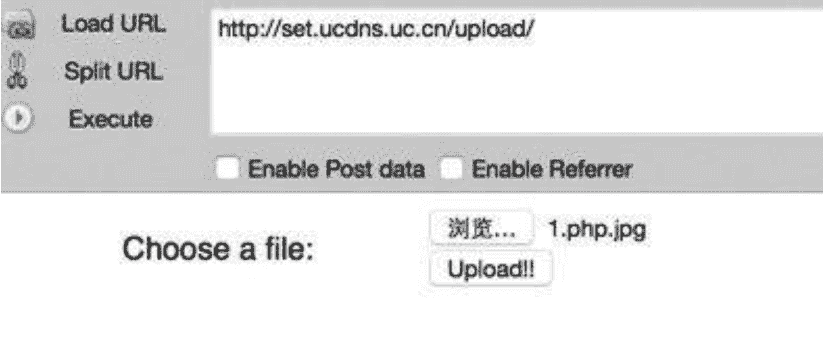 Load URL
http://set.ucdns.uc.cn/upload/
Split URL
Execute
Enable Post data Enable Referrer
Choose a file: 浏览... 1.php.jpg
Upload!!